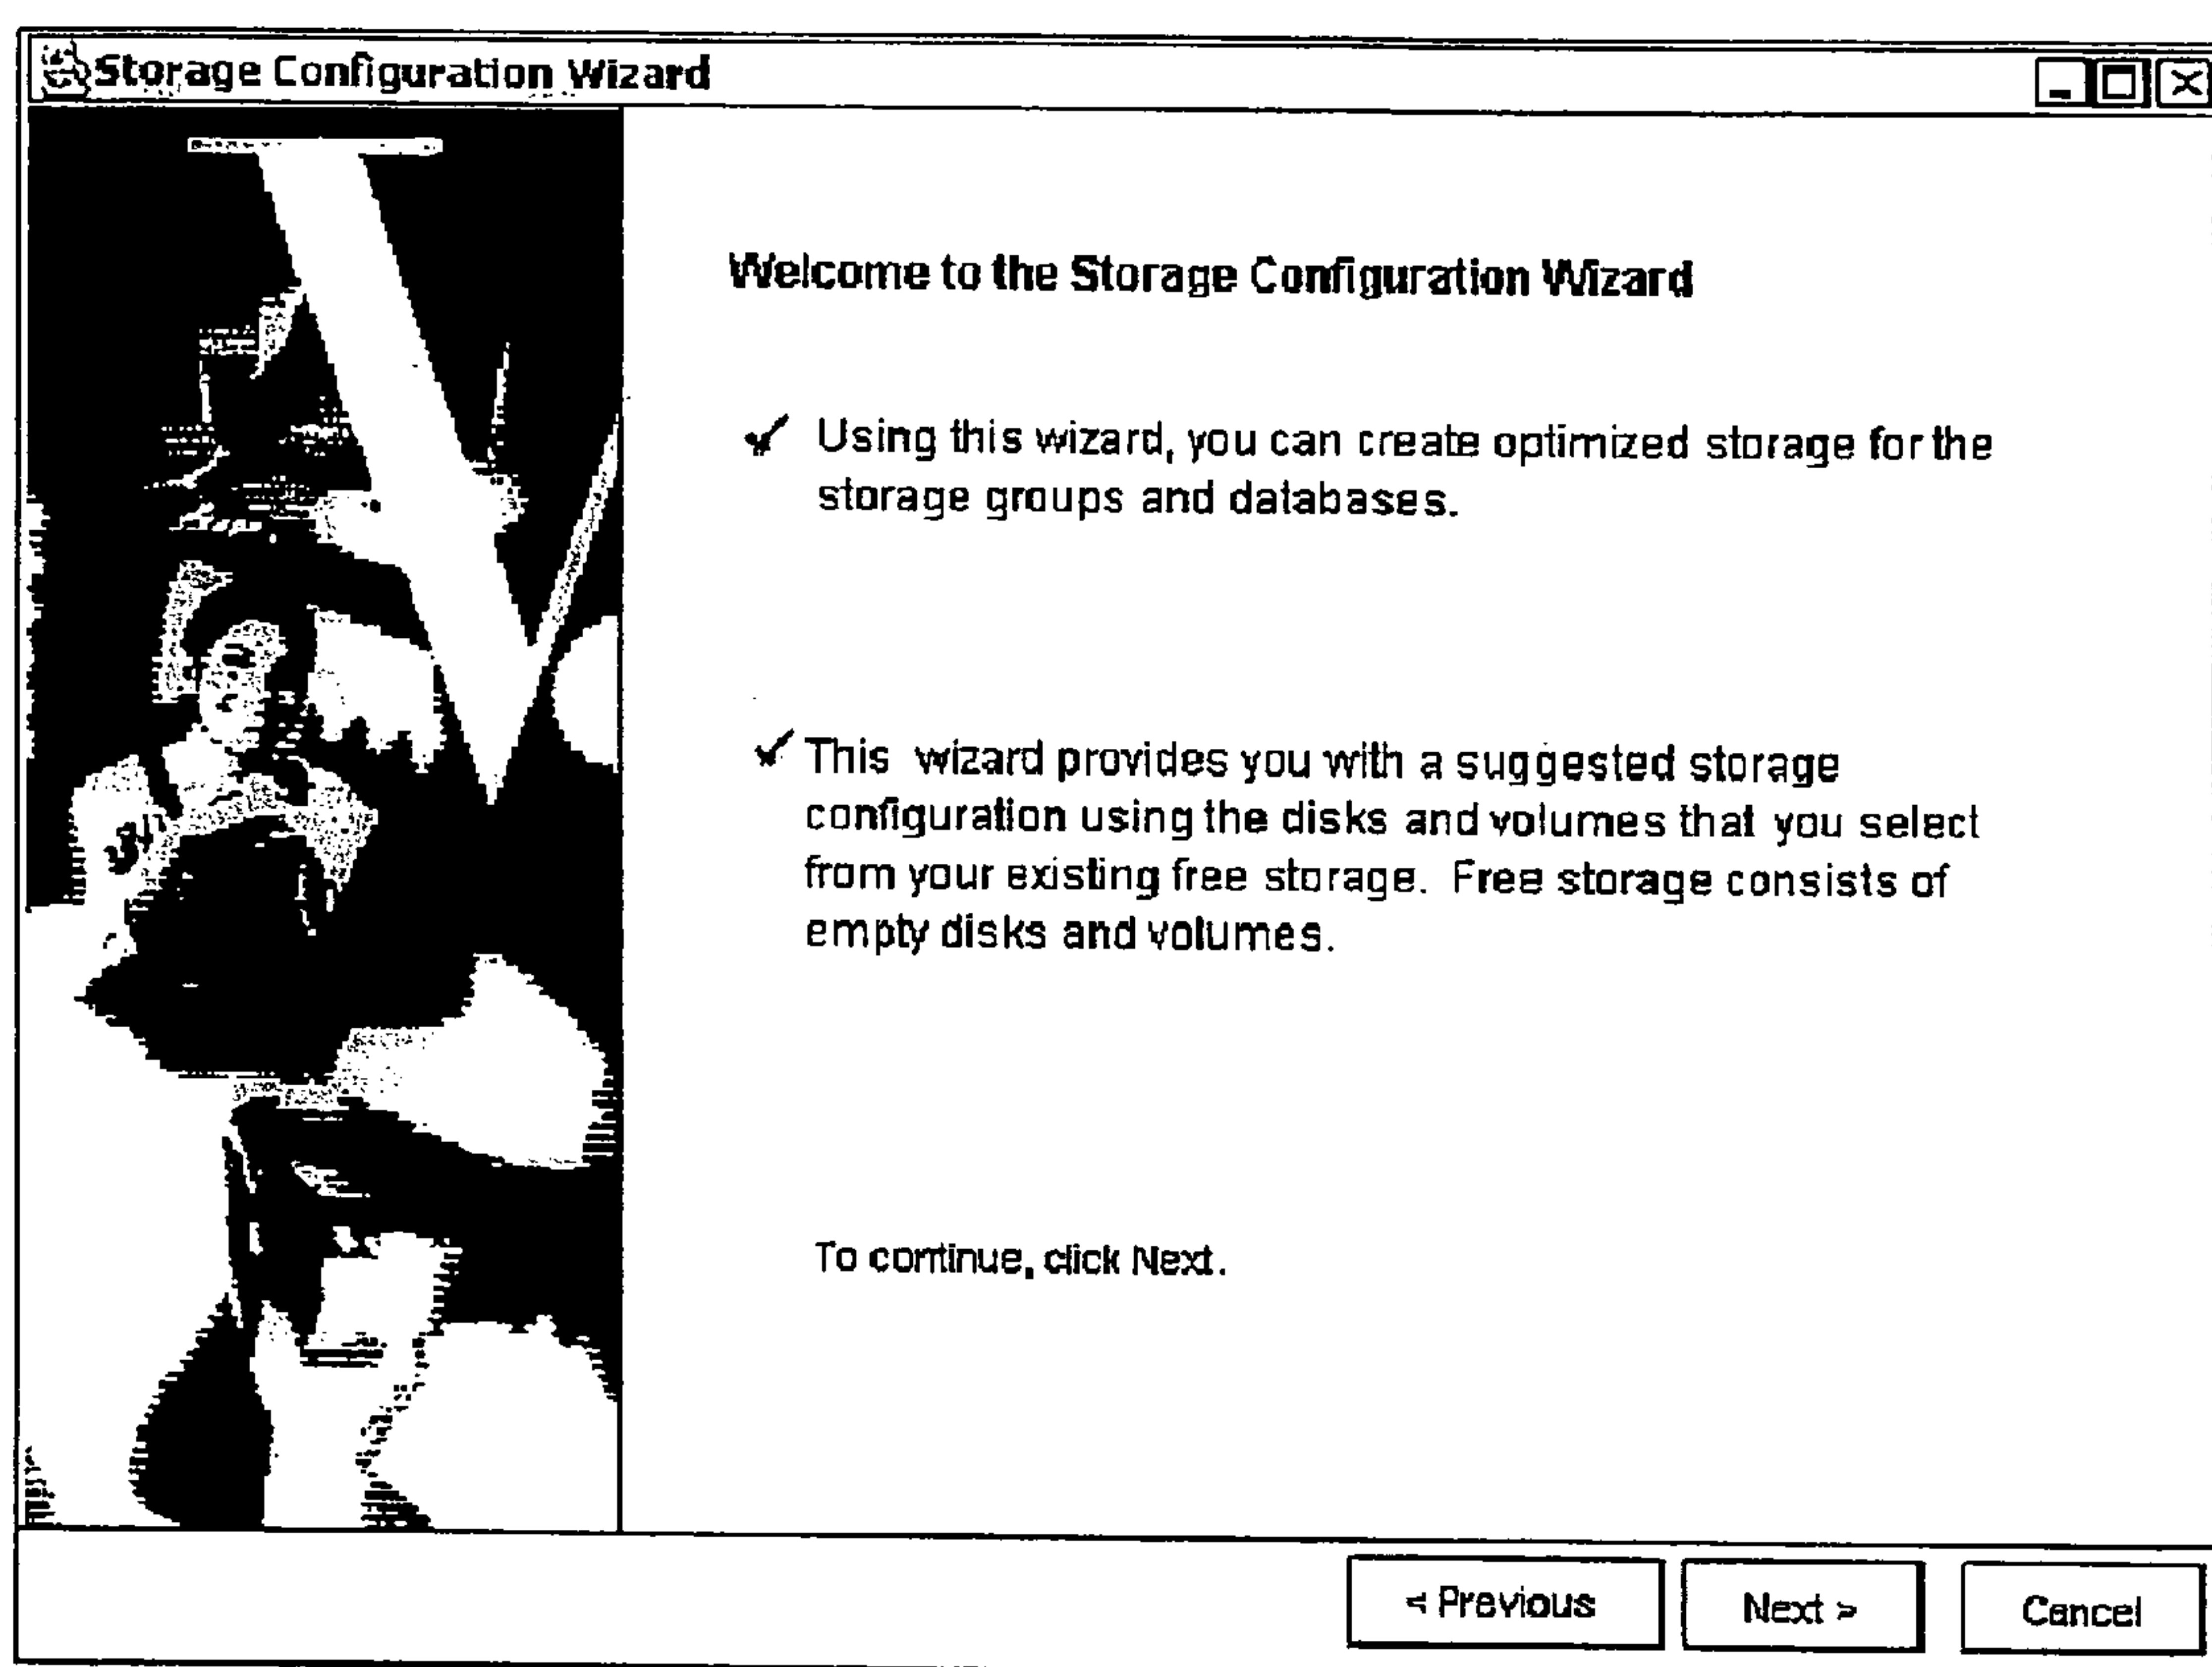 Storage Configuration Wizard
Welcome to the Storage Configuration Wizard
Using this wizard, you can create optimized storage for the
storage groups and databases.
This wizard provides you with a suggested storage
configuration using the disks and volumes that you select
from your existing free storage. Free storage consists of
empty disks and volumes.
To continue, click Next.
< Previous
Next >
Cancel